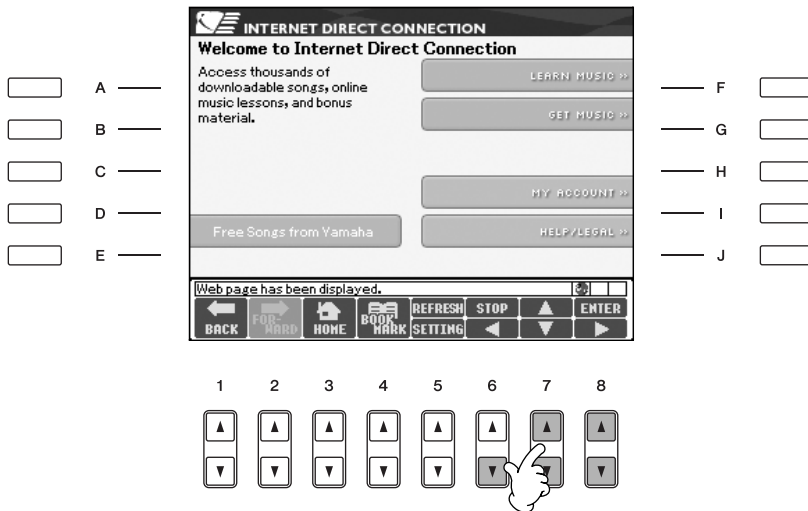 INTERNET DIRECT CONNECTION
Welcome to Internet Direct Connection
Access thousands of
downloadable songs, online
music lessons, and bonus
material.
LEARN MUSIC »
GET MUSIC »
MY ACCOUNT »
Free Songs from Yamaha
HELP/LEGAL »
A
B
C
D
E
F
G
H
I
J
Web page has been displayed.
BACK
FOR-
WARD
HOME
BOOK
MARK
REFRESH
SETTING
STOP
ENTER
1 2 3 4 5 6 7 8